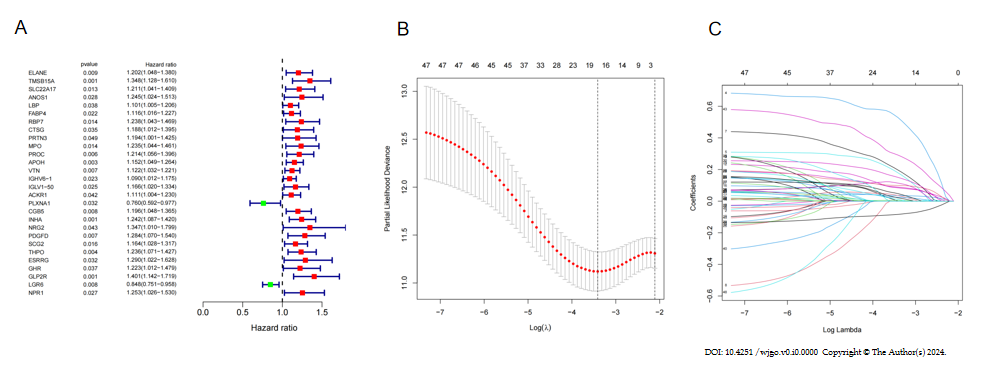 A
pvalue Hazard ratio
ELANE 0.009 1.202(1.048−1.380)
TMSB15A 0.001 1.348(1.128−1.610)
SLC22A17 0.013 1.211(1.041−1.409)
ANOS1 0.028 1.245(1.024−1.513)
LBP 0.038 1.101(1.005−1.206)
FABP4 0.022 1.116(1.016−1.227)
RBP7 0.014 1.238(1.043−1.469)
CTSG 0.035 1.188(1.012−1.395)
PRTN3 0.049 1.194(1.001−1.425)
MPO 0.014 1.235(1.044−1.461)
PROC 0.006 1.214(1.056−1.396)
APOH 0.003 1.152(1.049−1.264)
VTN 0.007 1.122(1.032−1.221)
IGHV6−1 0.023 1.090(1.012−1.175)
IGLV1−50 0.025 1.166(1.020−1.334)
ACKR1 0.042 1.111(1.004−1.230)
PLXNA1 0.032 0.760(0.592−0.977)
CGB5 0.008 1.196(1.048−1.365)
INHA 0.001 1.242(1.087−1.420)
NRG2 0.043 1.347(1.010−1.799)
PDGFD 0.007 1.284(1.070−1.540)
SCG2 0.016 1.164(1.028−1.317)
THPO 0.004 1.236(1.071−1.427)
ESRRG 0.032 1.290(1.022−1.628)
GHR 0.037 1.223(1.012−1.479)
GLP2R 0.001 1.401(1.142−1.719)
LGR6 0.008 0.848(0.751−0.958)
NPR1 0.027 1.253(1.026−1.530)
0.0 0.5 1.0 1.5
Hazard ratio
B
47 47 47 46 45 43 37 33 28 23 19 16 14 9 3
13.0
12.5
12.0
11.5
11.0
Partial Likelihood Deviance
−7 −6 −5 −4 −3 −2
Log(λ)
C
47 45 37 24 14 0
0.6
0.4
0.2
0.0
−0.2
−0.4
−0.6
Coefficients
−7 −6 −5 −4 −3 −2
Log Lambda
DOI: 10.4251 / wjgo.v0.i0.0000 Copyright © The Author(s) 2024.